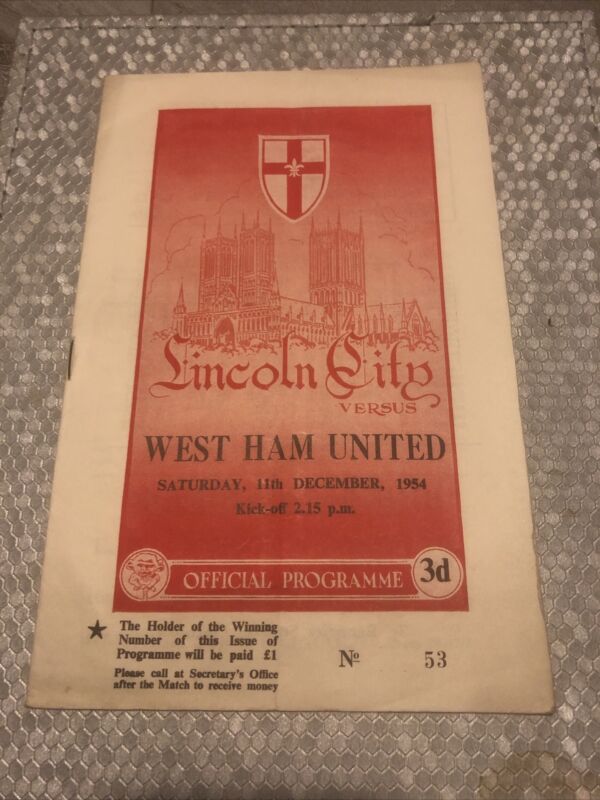 Lincoln City
VERSUS
WEST HAM UNITED
SATURDAY, 11th DECEMBER, 1954
Kick-off 2.15 p.m.
OFFICIAL PROGRAMME
3d
★ The Holder of the Winning
Number of this Issue of
Programme will be paid £1
Please call at Secretary's Office
after the Match to receive money
No 53